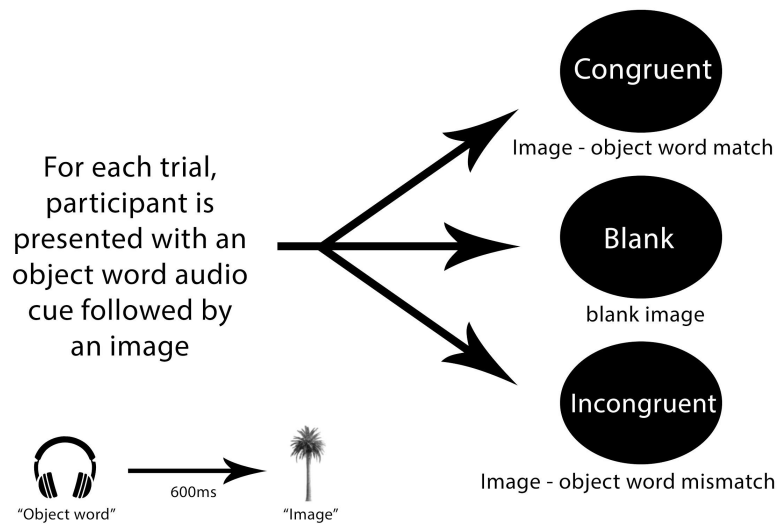 For each trial,
participant is
presented with an
object word audio
cue followed by
an image
Congruent
Image - object word match
Blank
blank image
Incongruent
Image - object word mismatch
600ms
“Object word”
“Image”